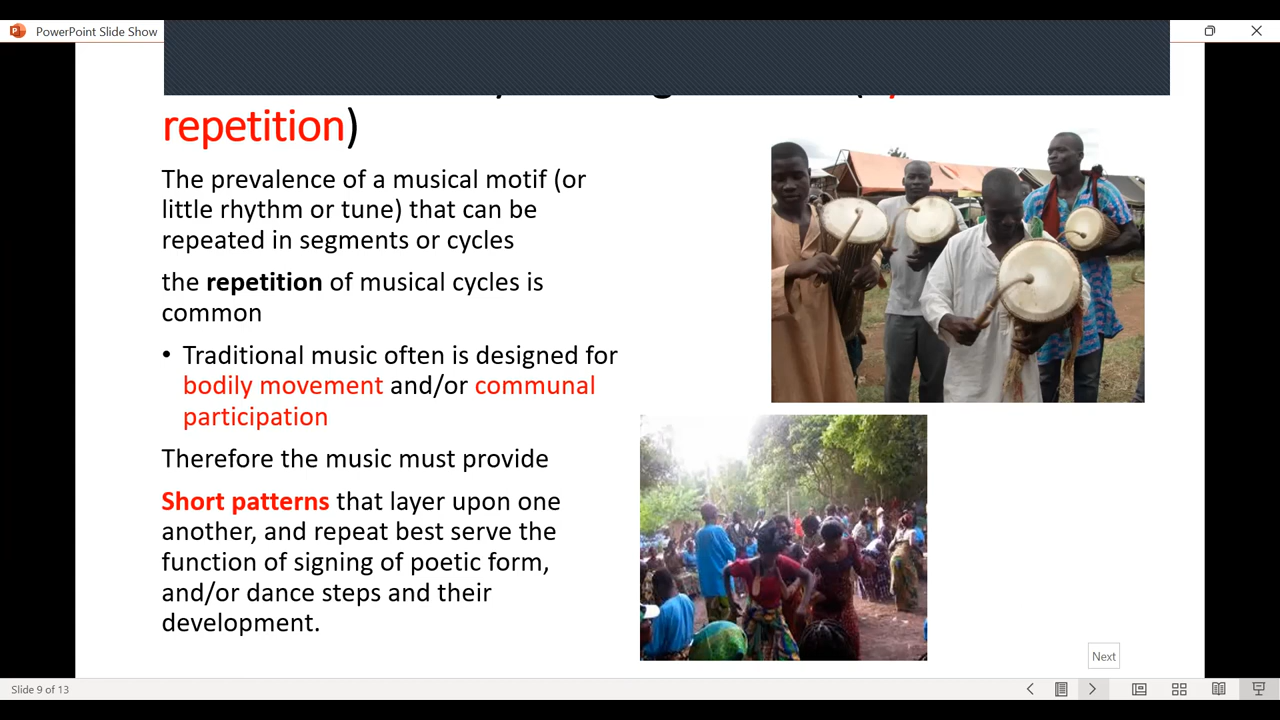 PowerPoint Slide Show
repetition)
The prevalence of a musical motif (or
little rhythm or tune) that can be
repeated in segments or cycles
the repetition of musical cycles is
common
• Traditional music often is designed for
bodily movement and/or communal
participation
Therefore the music must provide
Short patterns that layer upon one
another, and repeat best serve the
function of signing of poetic form,
and/or dance steps and their
development.
Next
Slide 9 of 13